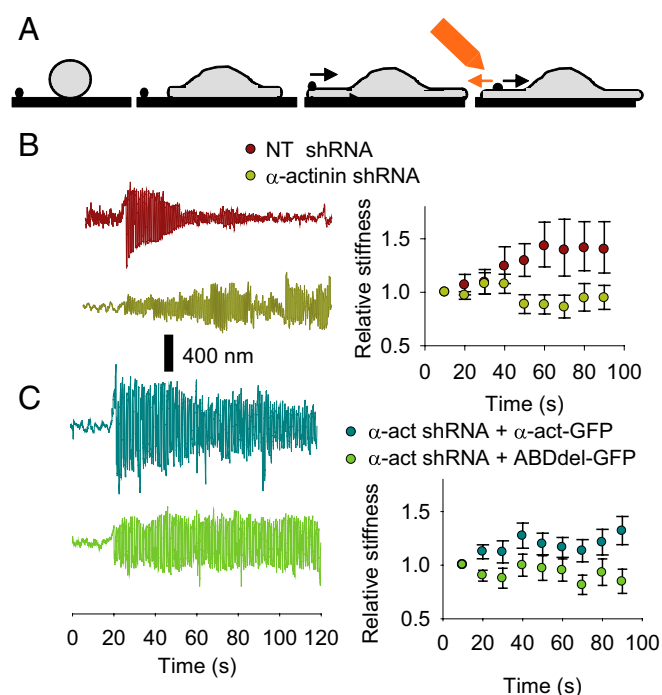 A
B
NT shRNA
α-actinin shRNA
Relative stiffness
1.5
1.0
0.5
0 20 40 60 80 100
Time (s)
400 nm
C
α-act shRNA + α-act-GFP
α-act shRNA + ABDdel-GFP
Relative stiffness
1.5
1.0
0.5
0 20 40 60 80 100
Time (s)
0 20 40 60 80 100 120
Time (s)